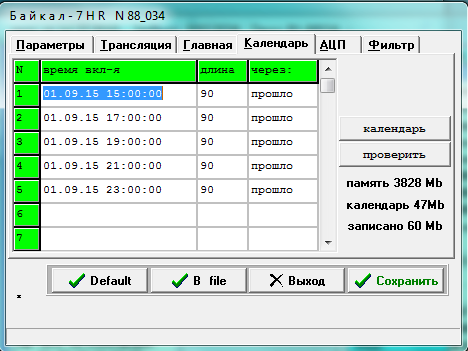 Байкал-7HR N 88_034
Параметры Трансляция Главная Календарь АЦП Фильтр
N время вкл-я длина через:
1 01.09.15 15:00:00 90 прошло
2 01.09.15 17:00:00 90 прошло
3 01.09.15 19:00:00 90 прошло
4 01.09.15 21:00:00 90 прошло
5 01.09.15 23:00:00 90 прошло
6
7
календарь
проверить
память 3828 Mb
календарь 47Mb
записано 60 Mb
Default В file Выход Сохранить
*